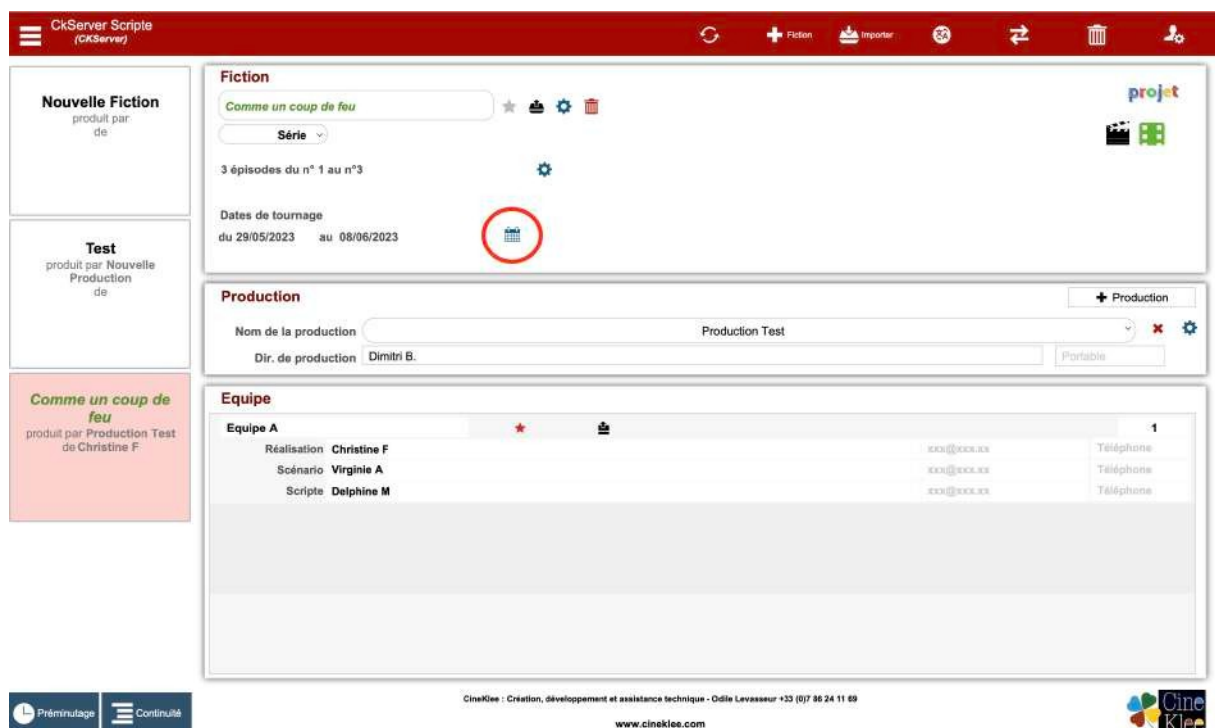 CkServer Scripte
(CKServer)
Fiction
Importer
Nouvelle Fiction
produit par
de
Test
produit par Nouvelle
Production
de
Comme un coup de
feu
produit par Production Test
de Christine F
Fiction
Comme un coup de feu
Série
3 épisodes du n° 1 au n°3
Dates de tournage
du 29/05/2023 au 08/06/2023
projet
Production
+ Production
Nom de la production Production Test
Dir. de production Dimitri B. Portable
Equipe
Equipe A 1
Réalisation Christine F xxx@xxx.xx Téléphone
Scénario Virginie A xxx@xxx.xx Téléphone
Scripte Delphine M xxx@xxx.xx Téléphone
Préminutage
Continuité
CineKlee : Création, développement et assistance technique - Odile Levasseur +33 (0)7 86 24 11 69
www.cineklee.com
Cine
Klee